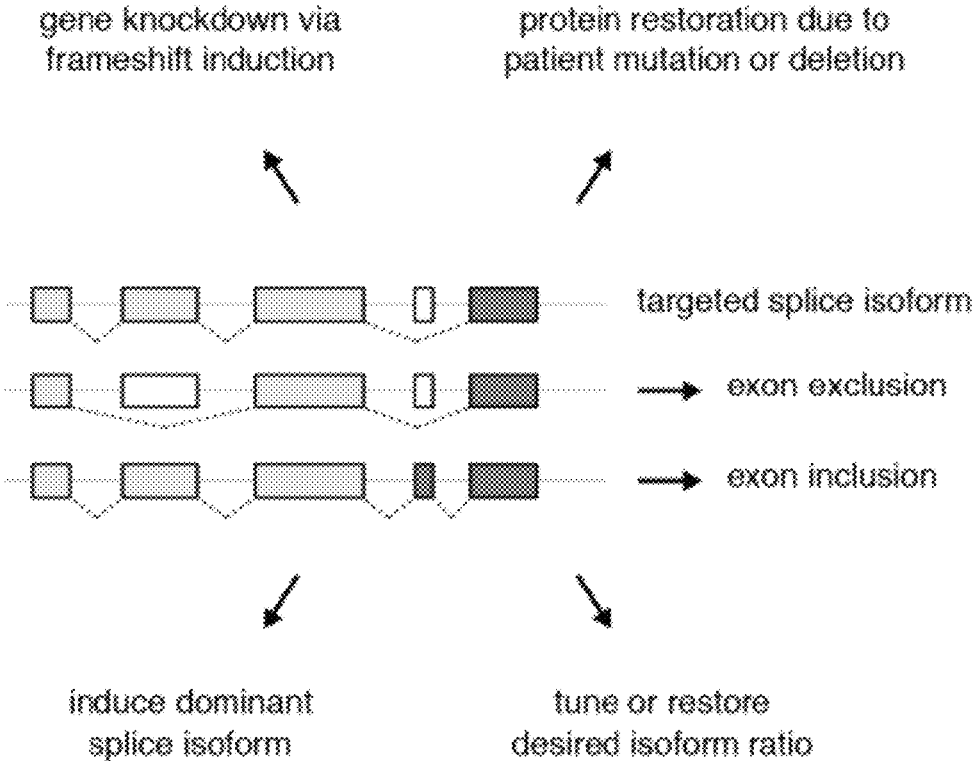 gene knockdown via
frameshift induction
protein restoration due to
patient mutation or deletion
targeted splice isoform
exon exclusion
exon inclusion
induce dominant
splice isoform
tune or restore
desired isoform ratio